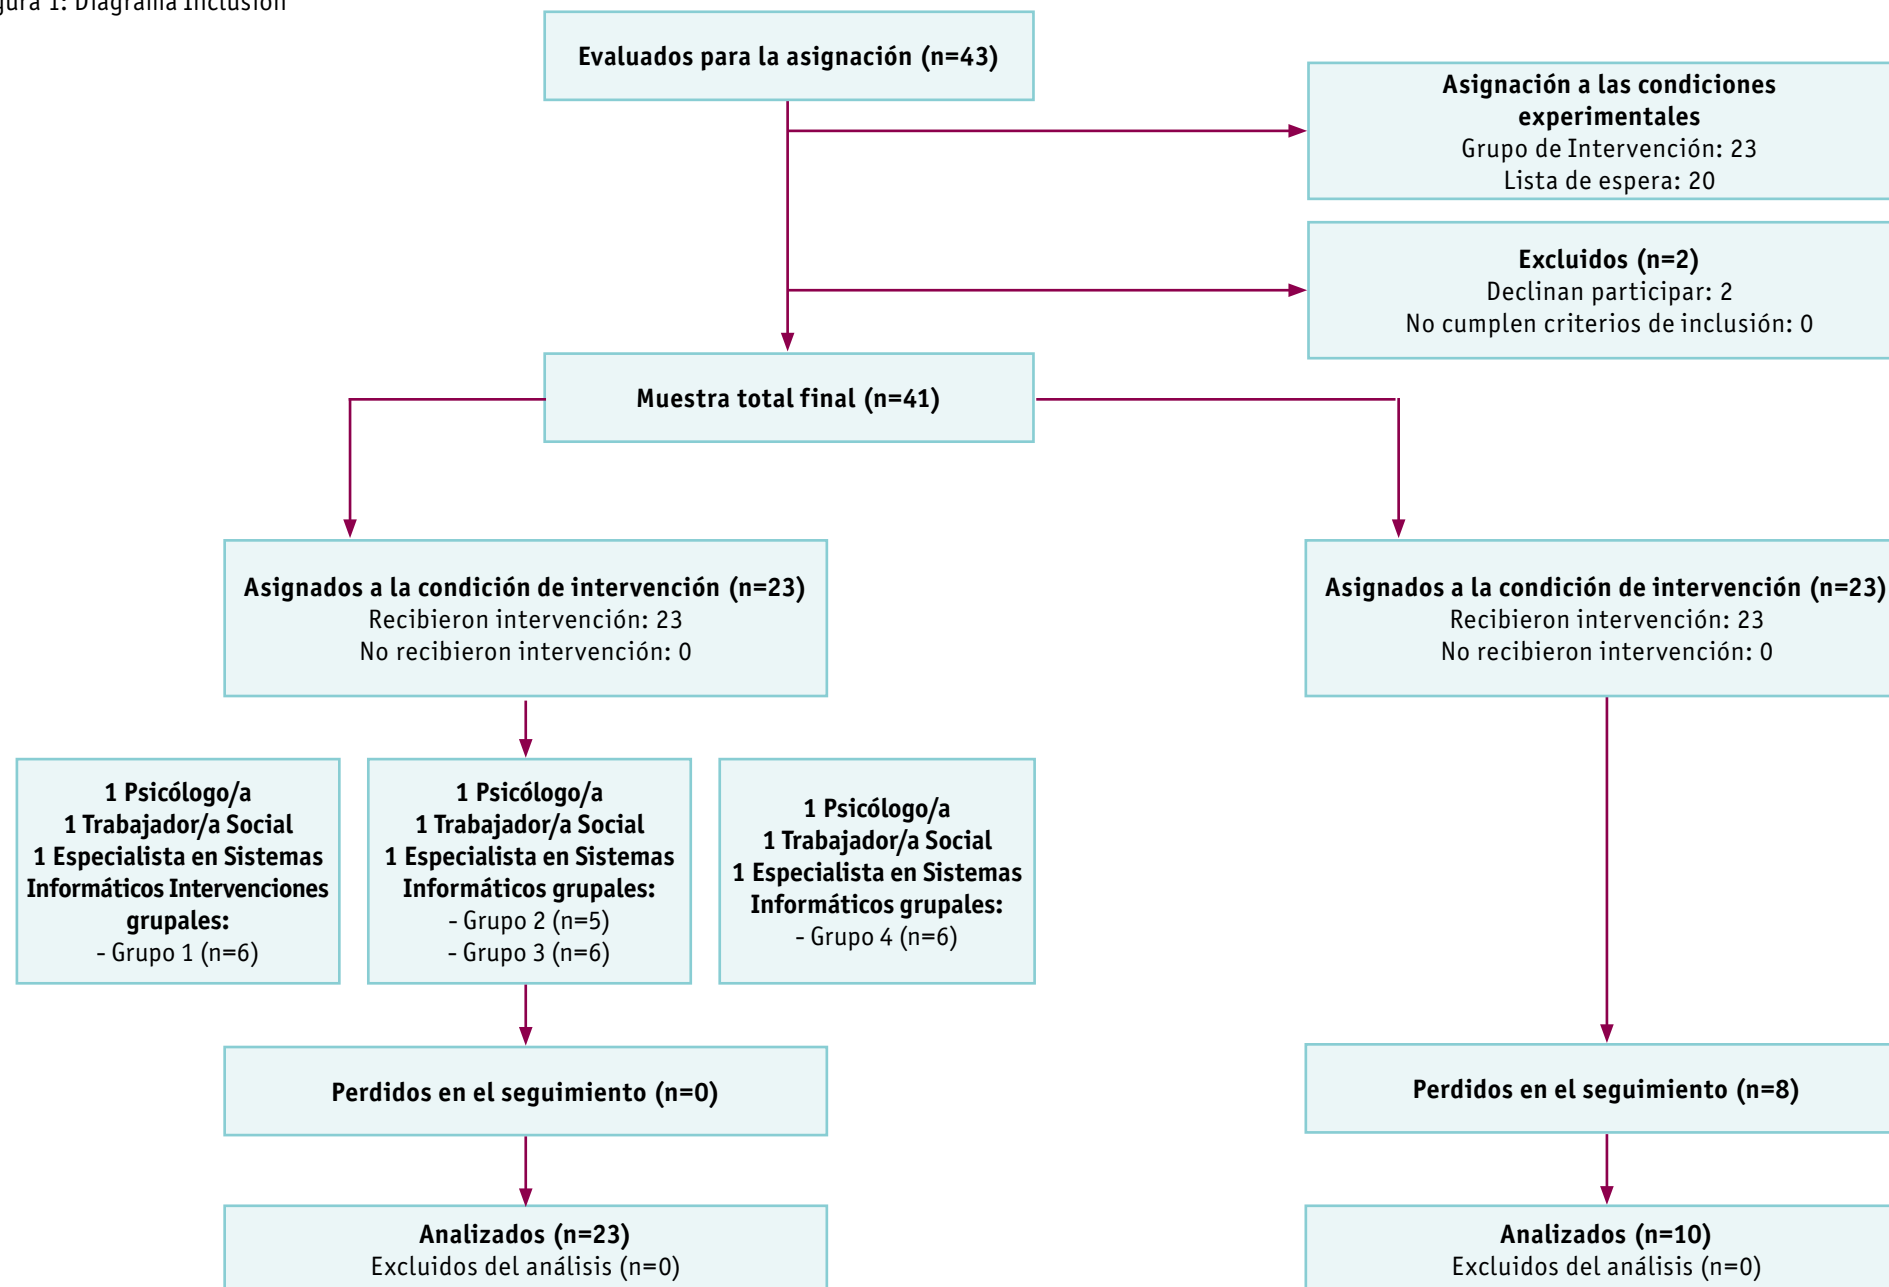 gura 1: Diagrama Inclusión
Evaluados para la asignación (n=43)
Asignación a las condiciones
experimentales
Grupo de Intervención: 23
Lista de espera: 20
Excluidos (n=2)
Declinan participar: 2
No cumplen criterios de inclusión: 0
Muestra total final (n=41)
Asignados a la condición de intervención (n=23)
Recibieron intervención: 23
No recibieron intervención: 0
Asignados a la condición de intervención (n=23)
Recibieron intervención: 23
No recibieron intervención: 0
1 Psicólogo/a
1 Trabajador/a Social
1 Especialista en Sistemas
Informáticos Intervenciones
grupales:
- Grupo 1 (n=6)
1 Psicólogo/a
1 Trabajador/a Social
1 Especialista en Sistemas
Informáticos grupales:
- Grupo 2 (n=5)
- Grupo 3 (n=6)
1 Psicólogo/a
1 Trabajador/a Social
1 Especialista en Sistemas
Informáticos grupales:
- Grupo 4 (n=6)
Perdidos en el seguimiento (n=0)
Perdidos en el seguimiento (n=8)
Analizados (n=23)
Excluidos del análisis (n=0)
Analizados (n=10)
Excluidos del análisis (n=0)